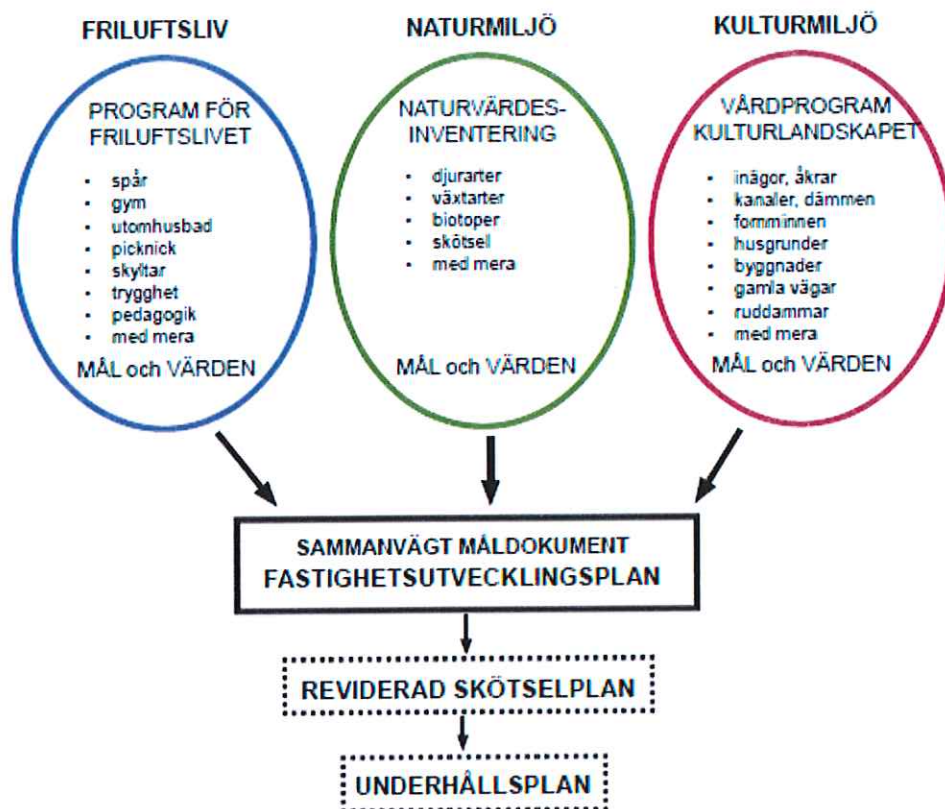 FRILUFTSLIV
PROGRAM FÖR
FRILUFTSLIVET
• spår
• gym
• utomhusbad
• picknick
• skyltar
• trygghet
• pedagogik
• med mera
MÅL och VÄRDEN
NATURMILJÖ
NATURVÄRDES-
INVENTERING
• djurarter
• växtarter
• biotoper
• skötsel
• med mera
MÅL och VÄRDEN
KULTURMILJÖ
VÅRDPROGRAM
KULTURLANDSKAPET
• inägor, åkrar
• kanaler, dämmen
• fornminnen
• husgrunder
• byggnader
• gamla vägar
• ruddammar
• med mera
MÅL och VÄRDEN
SAMMANVÄGT MÅLDOKUMENT
FASTIGHETSUTVECKLINGSPLAN
REVIDERAD SKÖTSELPLAN
UNDERHÅLLSPLAN